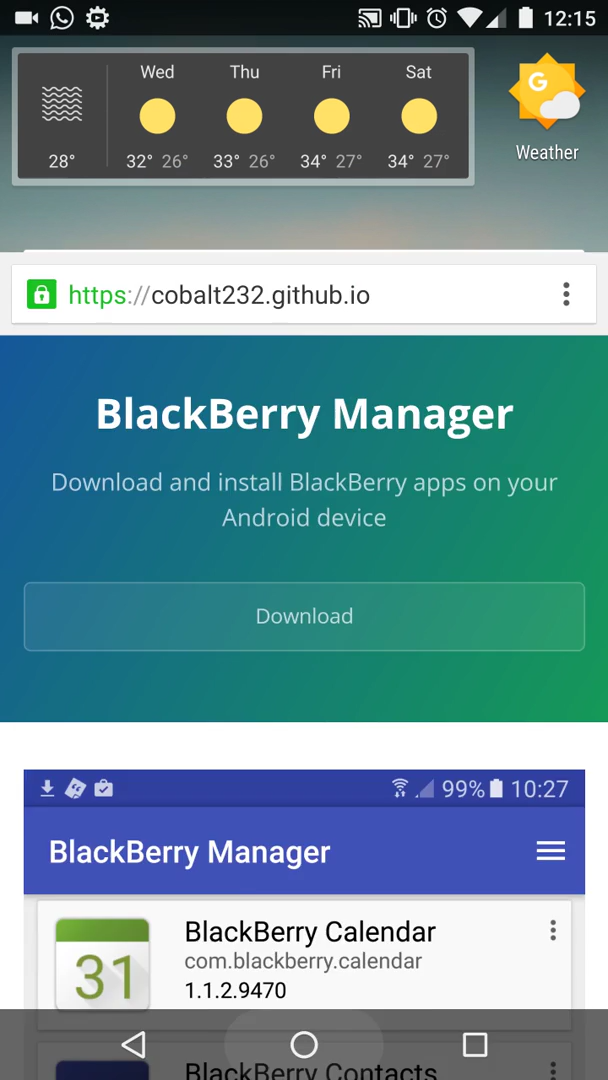 12:15
Wed Thu Fri Sat
28° 32° 26° 33° 26° 34° 27° 34° 27°
G
Weather
https://cobalt232.github.io
BlackBerry Manager
Download and install BlackBerry apps on your
Android device
Download
99% 10:27
BlackBerry Manager
31
BlackBerry Calendar
com.blackberry.calendar
1.1.2.9470
BlackBerry Contacts